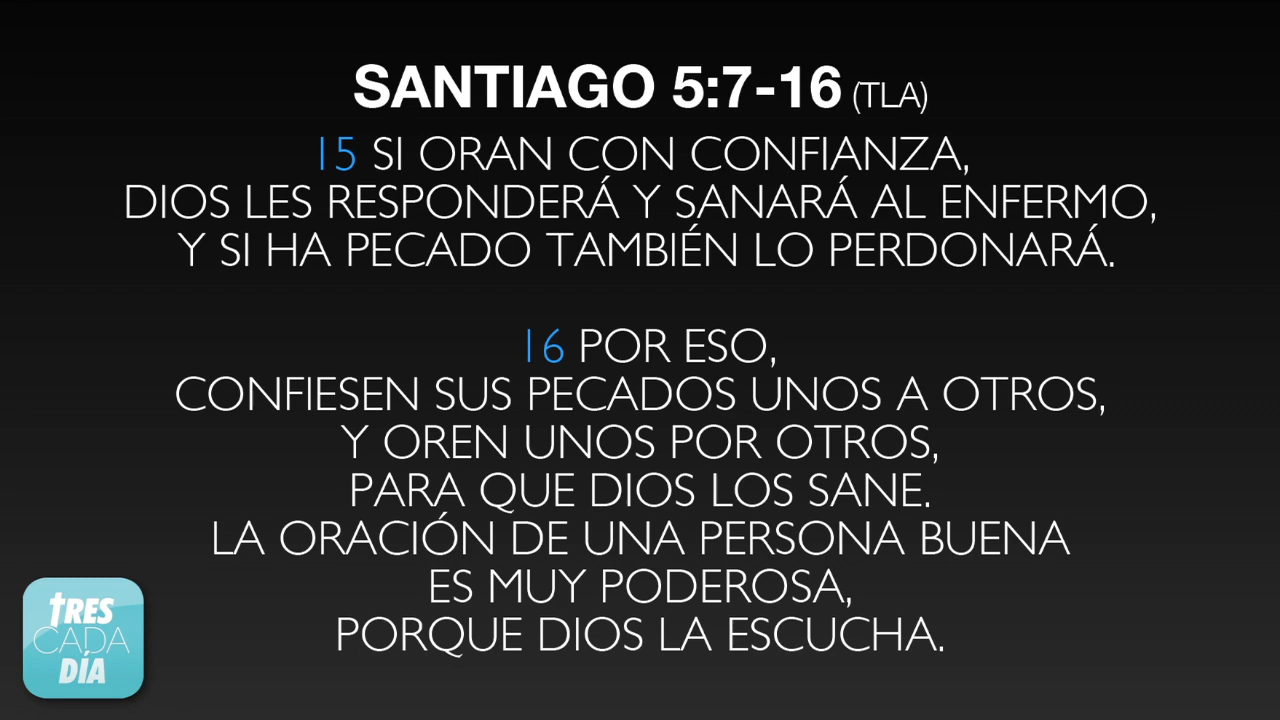 SANTIAGO 5:7-16 (TLA)
15 SI ORAN CON CONFIANZA,
DIOS LES RESPONDERÁ Y SANARÁ AL ENFERMO,
Y SI HA PECADO TAMBIÉN LO PERDONARÁ.
16 POR ESO,
CONFIESEN SUS PECADOS UNOS A OTROS,
Y OREN UNOS POR OTROS,
PARA QUE DIOS LOS SANE.
LA ORACIÓN DE UNA PERSONA BUENA
ES MUY PODEROSA,
PORQUE DIOS LA ESCUCHA.
TRES
CADA
DÍA